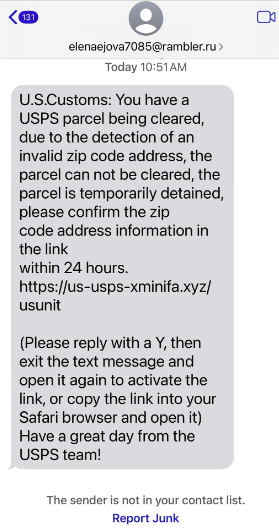 131
elenaejova7085@rambler.ru >
Today 10:51 AM
U.S.Customs: You have a
USPS parcel being cleared,
due to the detection of an
invalid zip code address, the
parcel can not be cleared, the
parcel is temporarily detained,
please confirm the zip
code address information in
the link
within 24 hours.
https://us-usps-xminifa.xyz/
usunit
(Please reply with a Y, then
exit the text message and
open it again to activate the
link, or copy the link into your
Safari browser and open it)
Have a great day from the
USPS team!
The sender is not in your contact list.
Report Junk